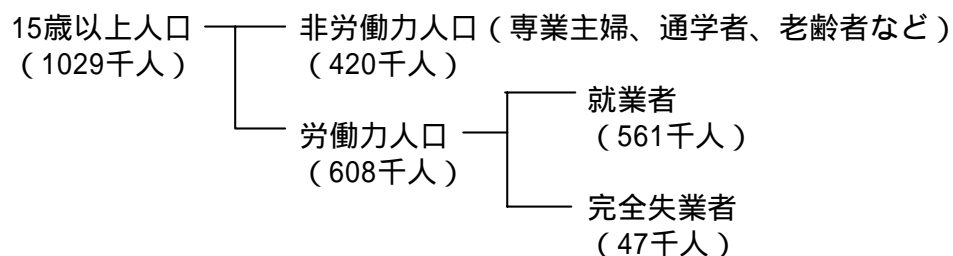 15歳以上人口
（1029千人）
非労働力人口（専業主婦、通学者、老齢者など）
（420千人）
労働力人口
（608千人）
就業者
（561千人）
完全失業者
（47千人）